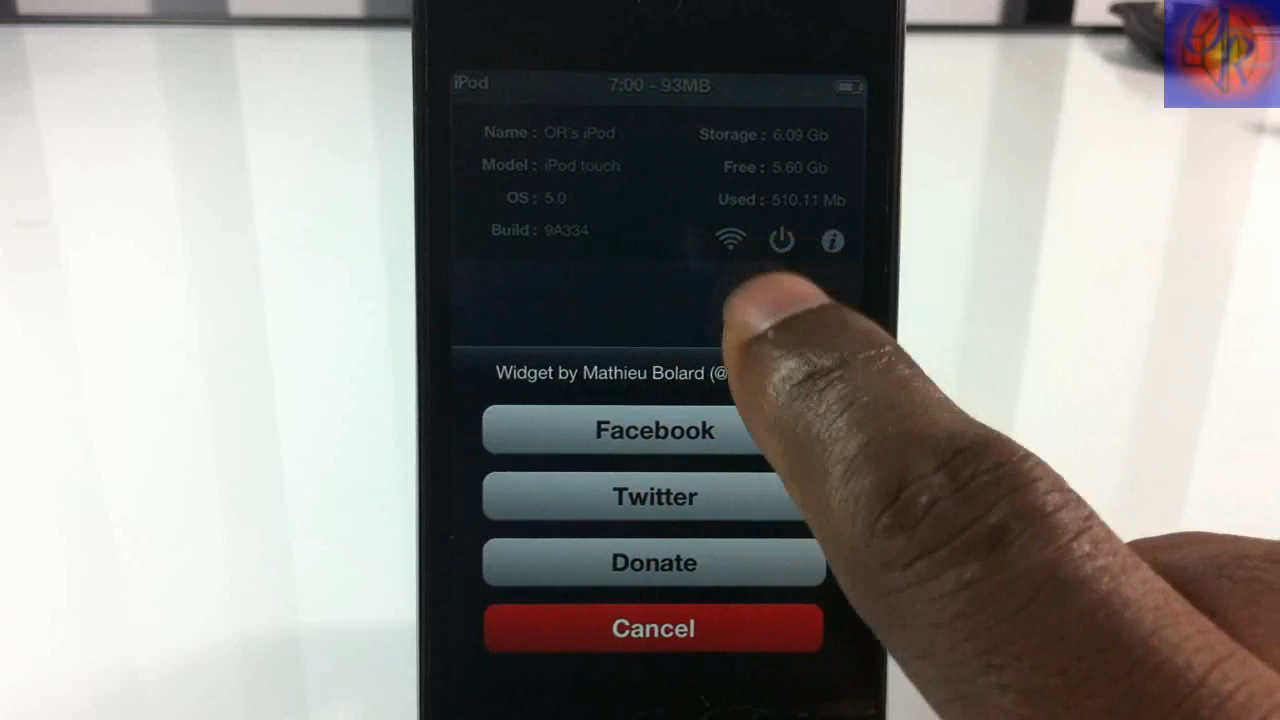 iPod 7:00 - 93MB
Name : OR's iPod Storage : 6.09 Gb
Model : iPod touch Free : 5.60 Gb
OS : 5.0 Used : 510.11 Mb
Build : 9A334
Widget by Mathieu Bolard (@
Facebook
Twitter
Donate
Cancel